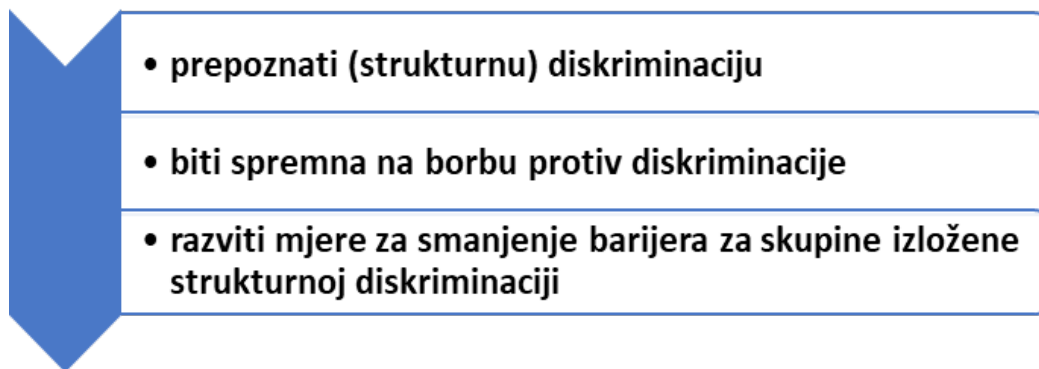 • prepoznati (strukturnu) diskriminaciju
• biti spremna na borbu protiv diskriminacije
• razviti mjere za smanjenje barijera za skupine izložene
strukturnoj diskriminaciji